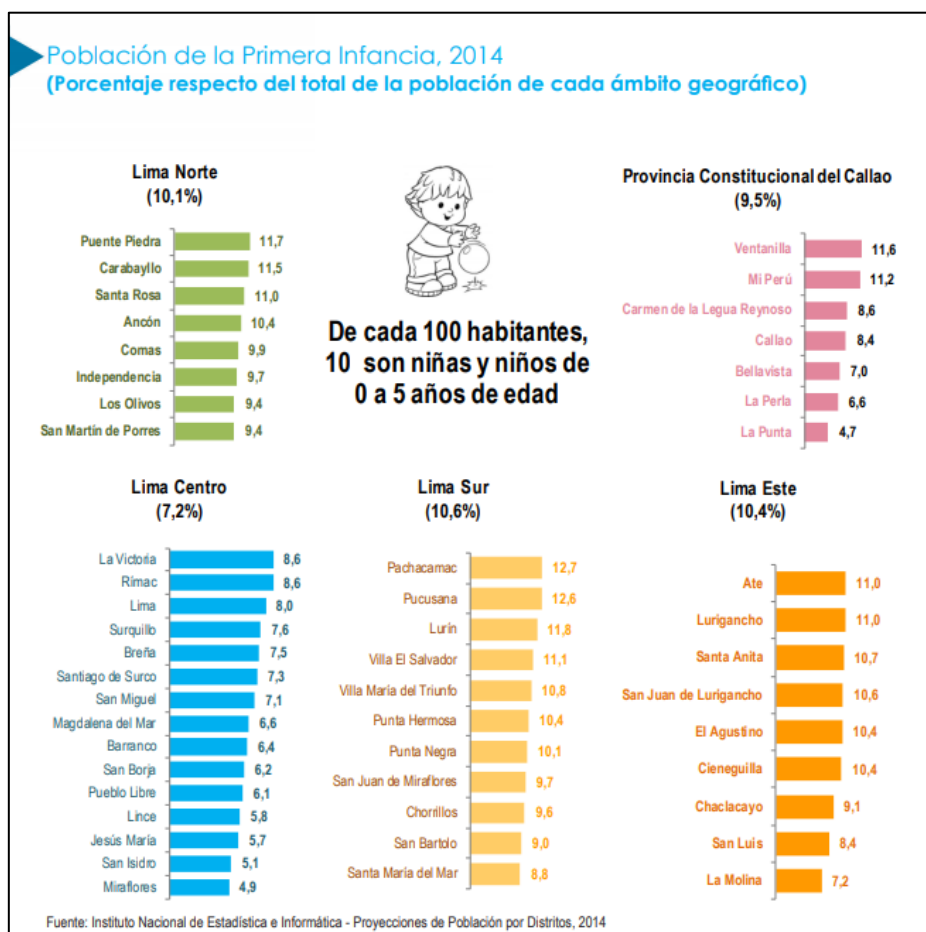 Población de la Primera Infancia, 2014
(Porcentaje respecto del total de la población de cada ámbito geográfico)
Lima Norte
(10,1%)
Puente Piedra 11,7
Carabayllo 11,5
Santa Rosa 11,0
Ancón 10,4
Comas 9,9
Independencia 9,7
Los Olivos 9,4
San Martín de Porres 9,4
De cada 100 habitantes,
10 son niñas y niños de
0 a 5 años de edad
Provincia Constitucional del Callao
(9,5%)
Ventanilla 11,6
Mi Perú 11,2
Carmen de la Legua Reynoso 8,6
Callao 8,4
Bellavista 7,0
La Perla 6,6
La Punta 4,7
Lima Centro
(7,2%)
La Victoria 8,6
Rímac 8,6
Lima 8,0
Surquillo 7,6
Breña 7,5
Santiago de Surco 7,3
San Miguel 7,1
Magdalena del Mar 6,6
Barranco 6,4
San Borja 6,2
Pueblo Libre 6,1
Lince 5,8
Jesús María 5,7
San Isidro 5,1
Miraflores 4,9
Lima Sur
(10,6%)
Pachacamac 12,7
Pucusana 12,6
Lurín 11,8
Villa El Salvador 11,1
Villa María del Triunfo 10,8
Punta Hermosa 10,4
Punta Negra 10,1
San Juan de Miraflores 9,7
Chorrillos 9,6
San Bartolo 9,0
Santa María del Mar 8,8
Lima Este
(10,4%)
Ate 11,0
Lurigancho 11,0
Santa Anita 10,7
San Juan de Lurigancho 10,6
El Agustino 10,4
Cieneguilla 10,4
Chaclacayo 9,1
San Luis 8,4
La Molina 7,2
Fuente: Instituto Nacional de Estadística e Informática - Proyecciones de Población por Distritos, 2014